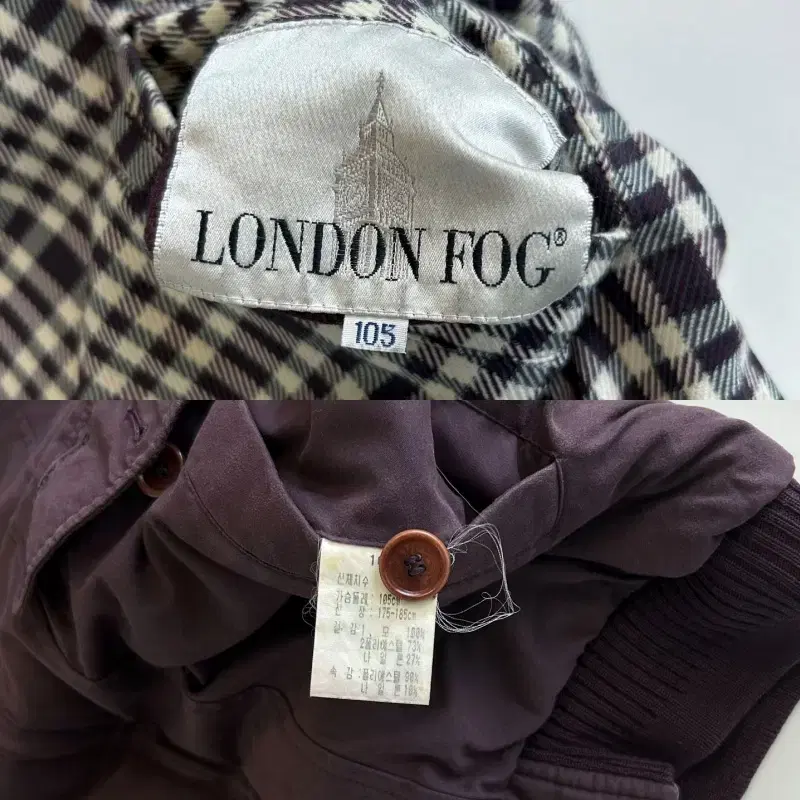 LONDON FOG®
105
신체치수
가슴둘레 : 105cm
신 장 : 175-185cm
겉 감 1. 모 100%
2폴리에스텔 73%
나 일 론 27%
속 감 : 폴리에스텔 90%
나 일 론 10%